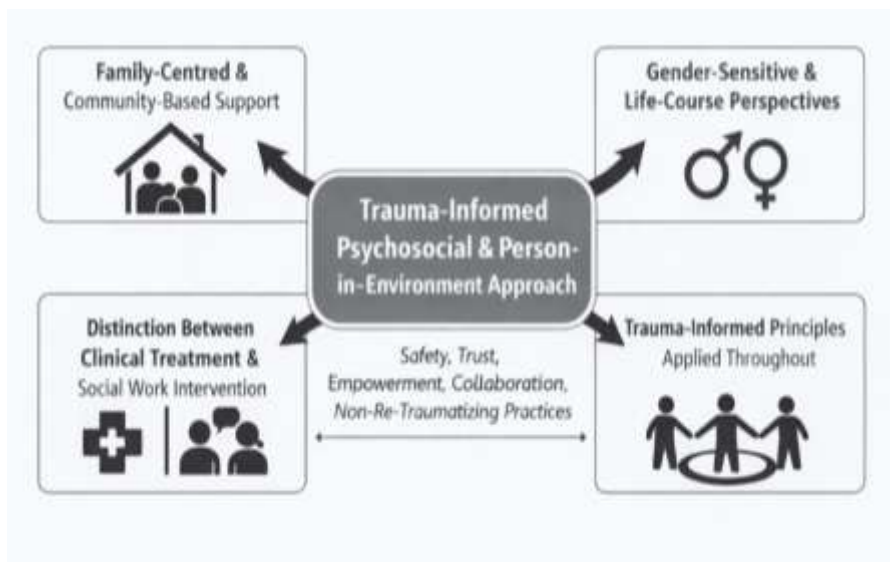 Family-Centred &
Community-Based Support
Gender-Sensitive &
Life-Course Perspectives
Trauma-Informed
Psychosocial & Person-
in-Environment Approach
Distinction Between
Clinical Treatment &
Social Work Intervention
Safety, Trust,
Empowerment, Collaboration,
Non-Re-Traumatizing Practices
Trauma-Informed Principles
Applied Throughout